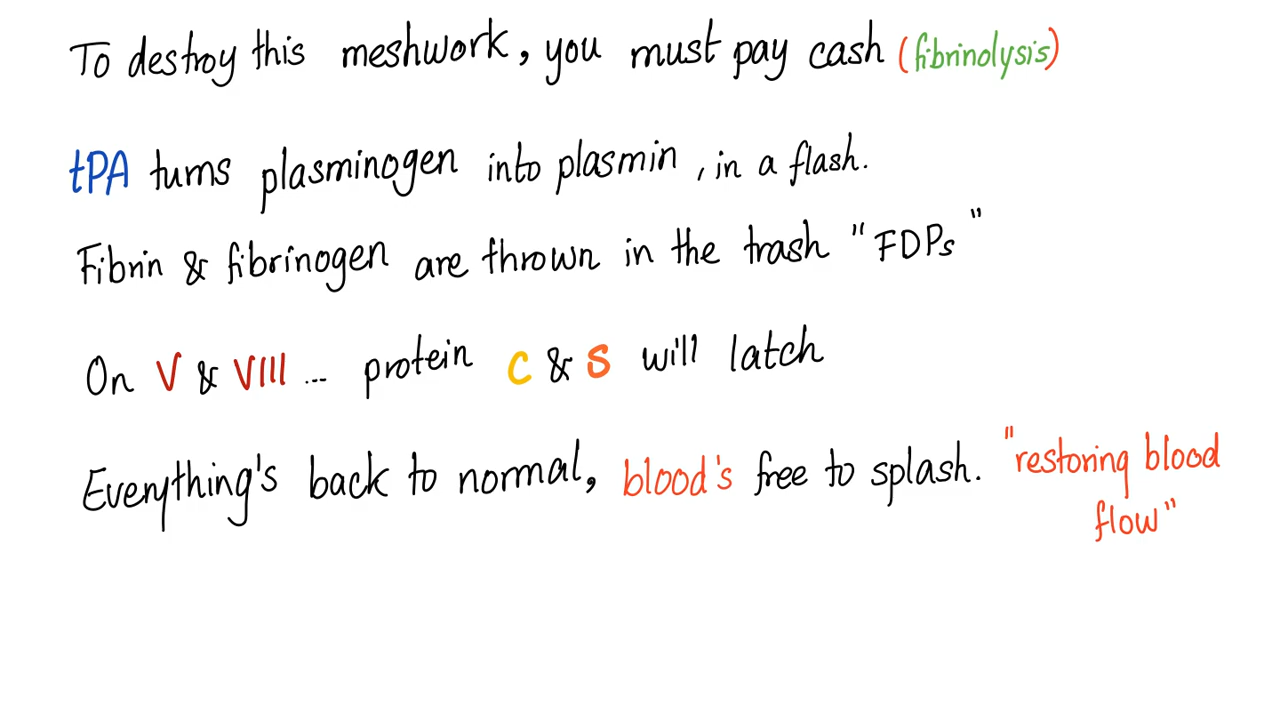 To destroy this meshwork, you must pay cash (fibrinolysis)
tPA turns plasminogen into plasmin, in a flash.
Fibrin & fibrinogen are thrown in the trash "FDPs"
On V & VIII ... protein C & S will latch
Everything's back to normal, blood's free to splash. "restoring blood
flow"